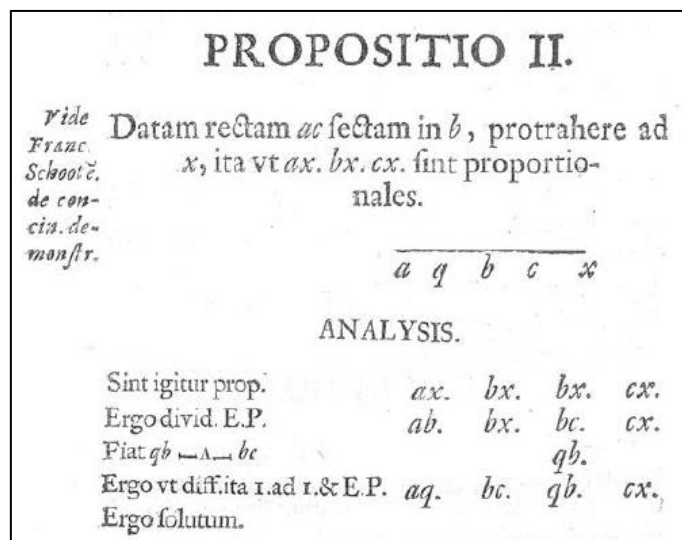 PROPOSITIO II.
Vide
Franc.
Schootē.
de con-
cin. de-
monſtr.
Datam rectam ac ſectam in b, protrahere ad
x, ita vt ax. bx. cx. ſint proportio-
nales.
a q b c x
ANALYSIS.
Sint igitur prop. ax. bx. bx. cx.
Ergo divid. E.P. ab. bx. bc. cx.
Fiat qb bc qb.
Ergo vt diff.ita 1.ad 1.& E.P. aq. bc. qb. cx.
Ergo ſolutum.